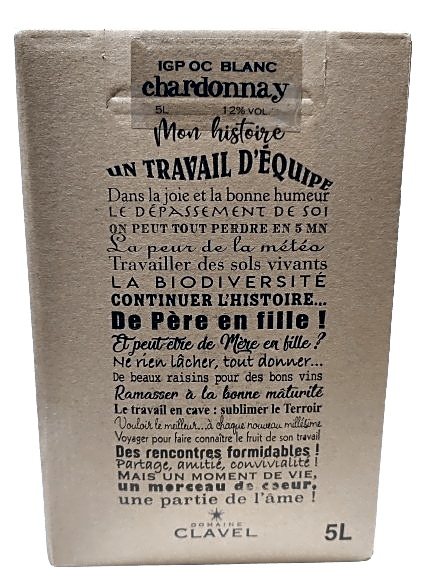 IGP OC BLANC
chardonnay
5L 12% VOL.
Mon histoire
UN TRAVAIL D'ÉQUIPE
Dans la joie et la bonne humeur
LE DÉPASSEMENT DE SOI
ON PEUT TOUT PERDRE EN 5 MN
La peur de la météo
Travailler des sols vivants
LA BIODIVERSITÉ
CONTINUER L'HISTOIRE...
De Père en fille !
Et peut-etre de Mère en fille ?
Ne rien lâcher, tout donner...
De beaux raisins pour des bons vins
Ramasser à la bonne mâturité
Le travail en cave : sublimer le Terroir
Vouloir le meilleur...à chaque nouveau millésime
Voyager pour faire connaître le fruit de son travail
Des rencontres formidables !
Partage, amitié, convivialité !
MAIS UN MOMENT DE VIE,
un morceau de coeur,
une partie de l'âme !
DOMAINE
CLAVEL
5L